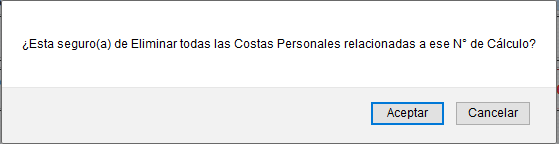 ¿Esta seguro(a) de Eliminar todas las Costas Personales relacionadas a ese N° de Cálculo?
Aceptar
Cancelar